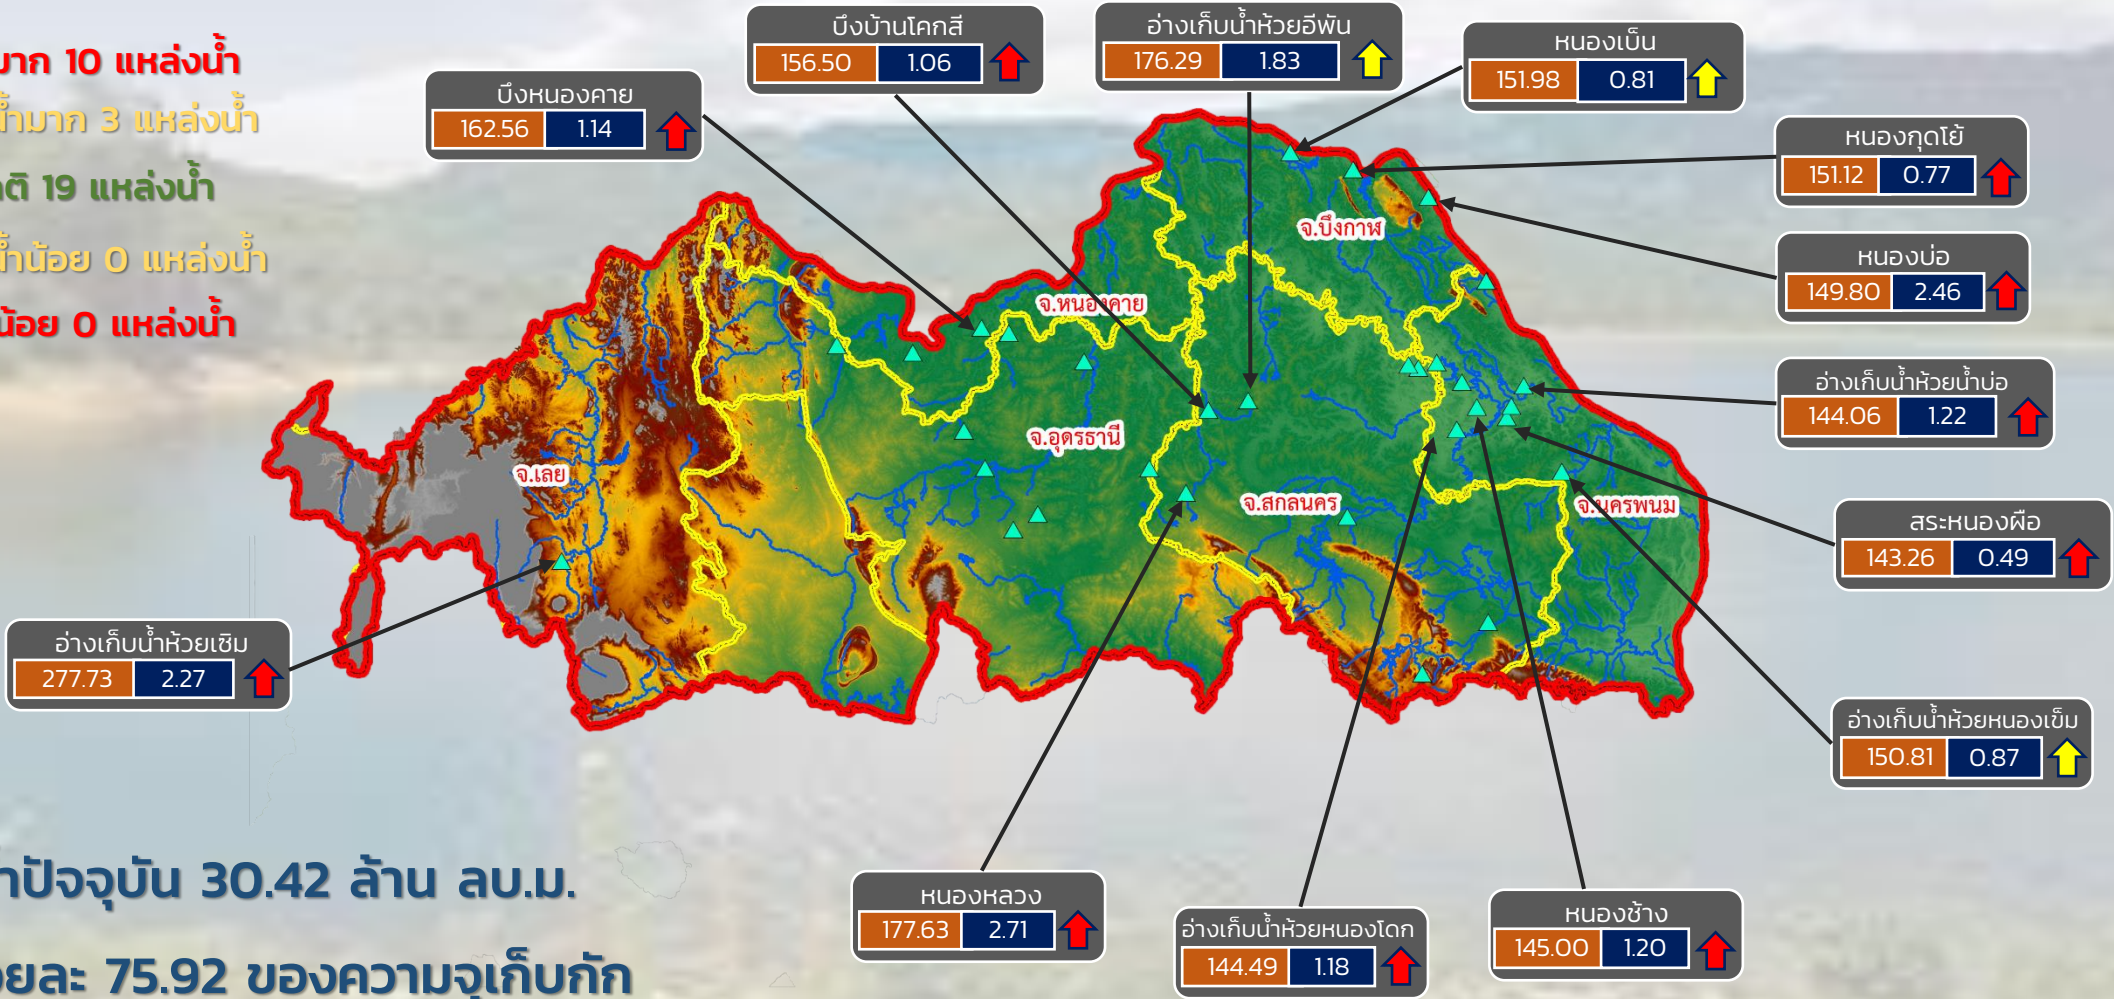 มาก 10 แหล่งน้ำ
น้ำมาก 3 แหล่งน้ำ
19 แหล่งน้ำ
น้ำน้อย 0 แหล่งน้ำ
น้อย 0 แหล่งน้ำ
บึงหนองคาย
162.56 1.14
บึงบ้านโคกสี
156.50 1.06
อ่างเก็บน้ำห้วยอีพัน
176.29 1.83
หนองเบ็น
151.98 0.81
หนองกุดโย้
151.12 0.77
หนองบ่อ
149.80 2.46
อ่างเก็บน้ำห้วยน้ำบ่อ
144.06 1.22
สระหนองผือ
143.26 0.49
อ่างเก็บน้ำห้วยหนองเข็ม
150.81 0.87
หนองช้าง
145.00 1.20
อ่างเก็บน้ำห้วยหนองโดก
144.49 1.18
หนองหลวง
177.63 2.71
อ่างเก็บน้ำห้วยเซิม
277.73 2.27
จ.บึงกาฬ
จ.หนองคาย
จ.อุดรธานี
จ.เลย
จ.สกลนคร
จ.นครพนม
ปัจจุบัน 30.42 ล้าน ลบ.ม.
75.92 ของความจุเก็บกัก